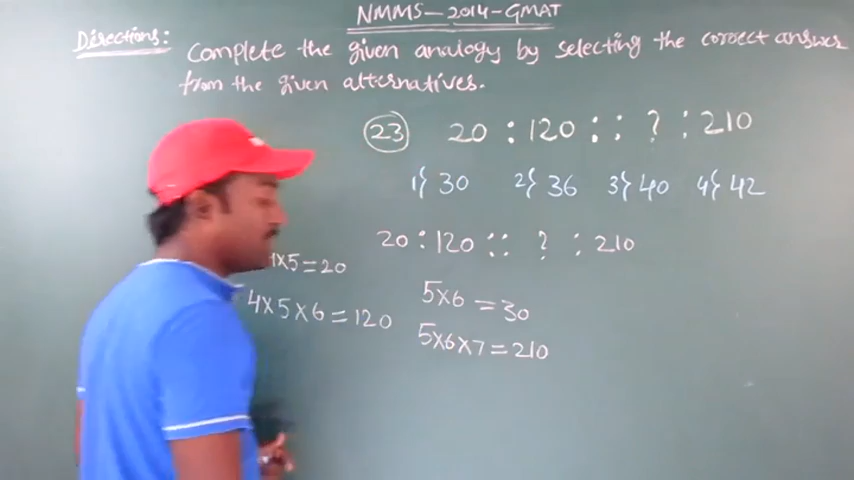 NMMS-2014-GMAT
Directions: Complete the given analogy by selecting the correct answer
from the given alternatives.
23 20 : 120 :: ? : 210
1} 30 2} 36 3} 40 4} 42
20 : 120 :: ? : 210
4x5=20
4x5x6=120
5x6 =30
5x6x7=210